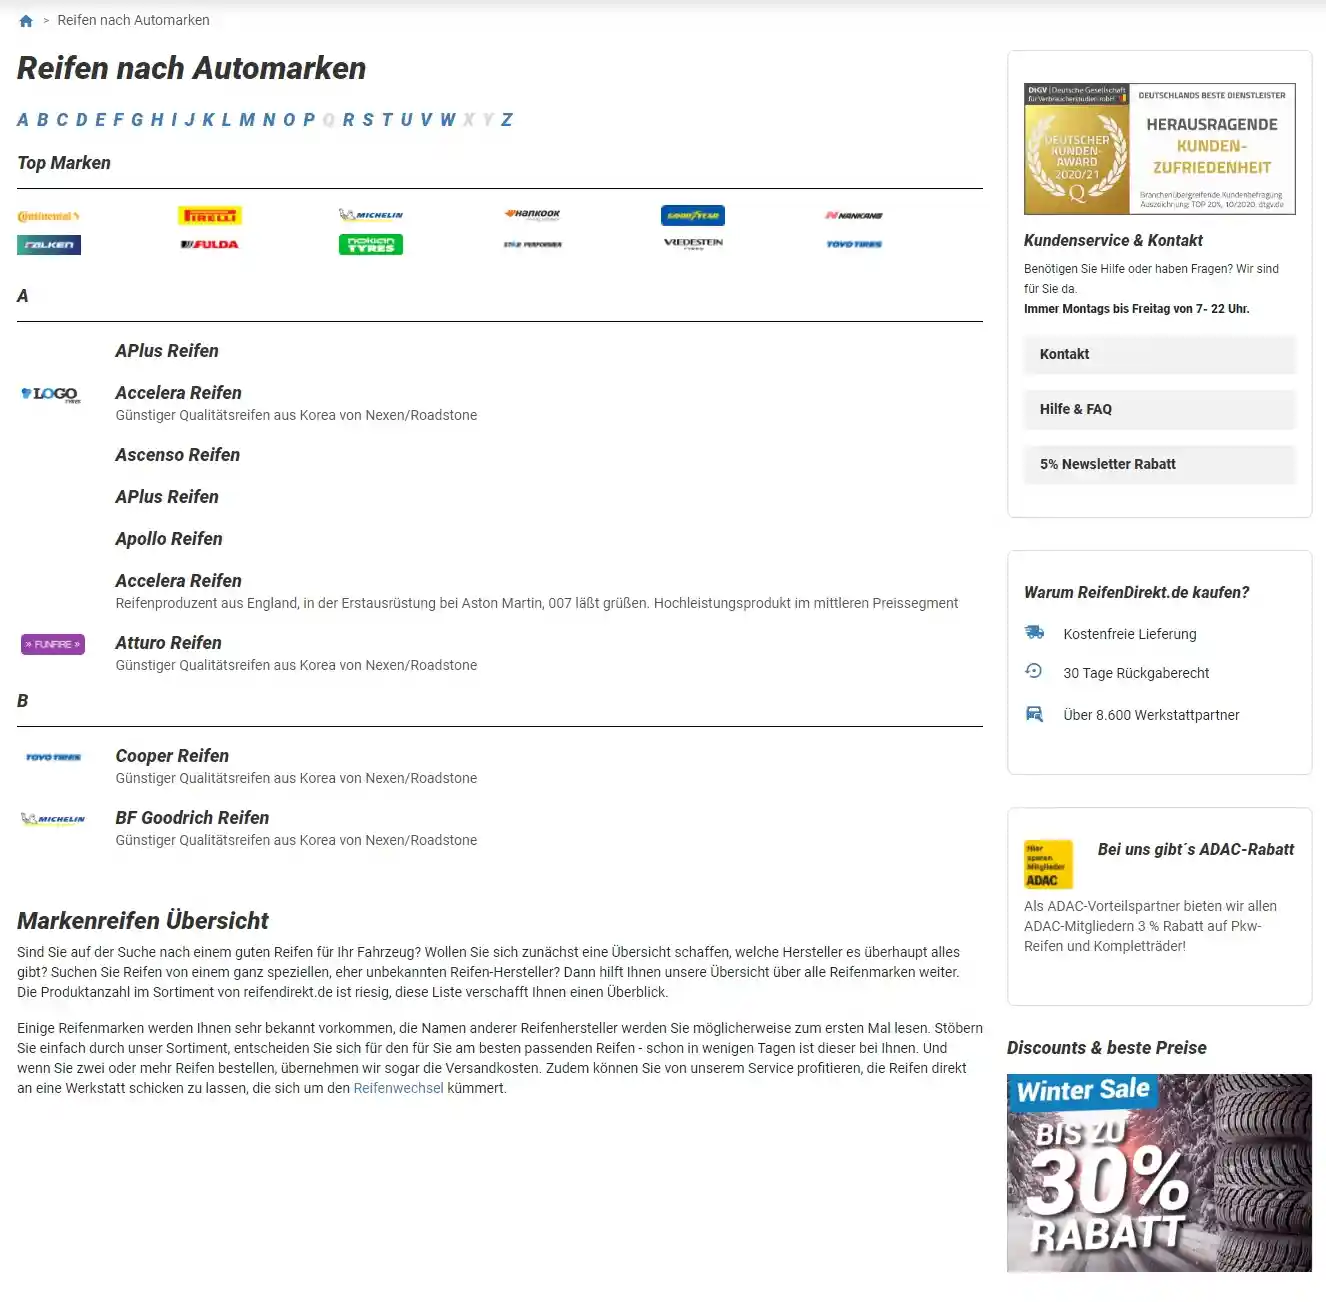 > Reifen nach Automarken
Reifen nach Automarken
A B C D E F G H I J K L M N O P Q R S T U V W X Y Z
Top Marken
Continental PIRELLI MICHELIN HANKOOK GOODYEAR NANKANG
FALKEN FULDA nokian TYRES STAR PERFORMER VREDESTEIN TOYO TIRES
A
APlus Reifen
LOGO
TYRES
Accelera Reifen
Günstiger Qualitätsreifen aus Korea von Nexen/Roadstone
Ascenso Reifen
APlus Reifen
Apollo Reifen
Accelera Reifen
Reifenproduzent aus England, in der Erstausrüstung bei Aston Martin, 007 läßt grüßen. Hochleistungsprodukt im mittleren Preissegment
» FUNFIRE »
Atturo Reifen
Günstiger Qualitätsreifen aus Korea von Nexen/Roadstone
B
TOYO TIRES
Cooper Reifen
Günstiger Qualitätsreifen aus Korea von Nexen/Roadstone
MICHELIN
BF Goodrich Reifen
Günstiger Qualitätsreifen aus Korea von Nexen/Roadstone
Markenreifen Übersicht
Sind Sie auf der Suche nach einem guten Reifen für Ihr Fahrzeug? Wollen Sie sich zunächst eine Übersicht schaffen, welche Hersteller es überhaupt alles
gibt? Suchen Sie Reifen von einem ganz speziellen, eher unbekannten Reifen-Hersteller? Dann hilft Ihnen unsere Übersicht über alle Reifenmarken weiter.
Die Produktanzahl im Sortiment von reifendirekt.de ist riesig, diese Liste verschafft Ihnen einen Überblick.
Einige Reifenmarken werden Ihnen sehr bekannt vorkommen, die Namen anderer Reifenhersteller werden Sie möglicherweise zum ersten Mal lesen. Stöbern
Sie einfach durch unser Sortiment, entscheiden Sie sich für den für Sie am besten passenden Reifen - schon in wenigen Tagen ist dieser bei Ihnen. Und
wenn Sie zwei oder mehr Reifen bestellen, übernehmen wir sogar die Versandkosten. Zudem können Sie von unserem Service profitieren, die Reifen direkt
an eine Werkstatt schicken zu lassen, die sich um den Reifenwechsel kümmert.
DtGV | Deutsche Gesellschaft
für Verbraucherstudien mbH
DEUTSCHER
KUNDEN-
AWARD
2020/21
Q
DEUTSCHLANDS BESTE DIENSTLEISTER
HERAUSRAGENDE
KUNDEN-
ZUFRIEDENHEIT
Branchenübergreifende Kundenbefragung
Auszeichnung: TOP 20%, 10/2020, dtgv.de
Kundenservice & Kontakt
Benötigen Sie Hilfe oder haben Fragen? Wir sind
für Sie da.
Immer Montags bis Freitag von 7- 22 Uhr.
Kontakt
Hilfe & FAQ
5% Newsletter Rabatt
Warum ReifenDirekt.de kaufen?
Kostenfreie Lieferung
30 Tage Rückgaberecht
Über 8.600 Werkstattpartner
Hier
sparen
Mitglieder
ADAC
Bei uns gibt´s ADAC-Rabatt
Als ADAC-Vorteilspartner bieten wir allen
ADAC-Mitgliedern 3 % Rabatt auf Pkw-
Reifen und Kompletträder!
Discounts & beste Preise
Winter Sale
BIS ZU
30%
RABATT